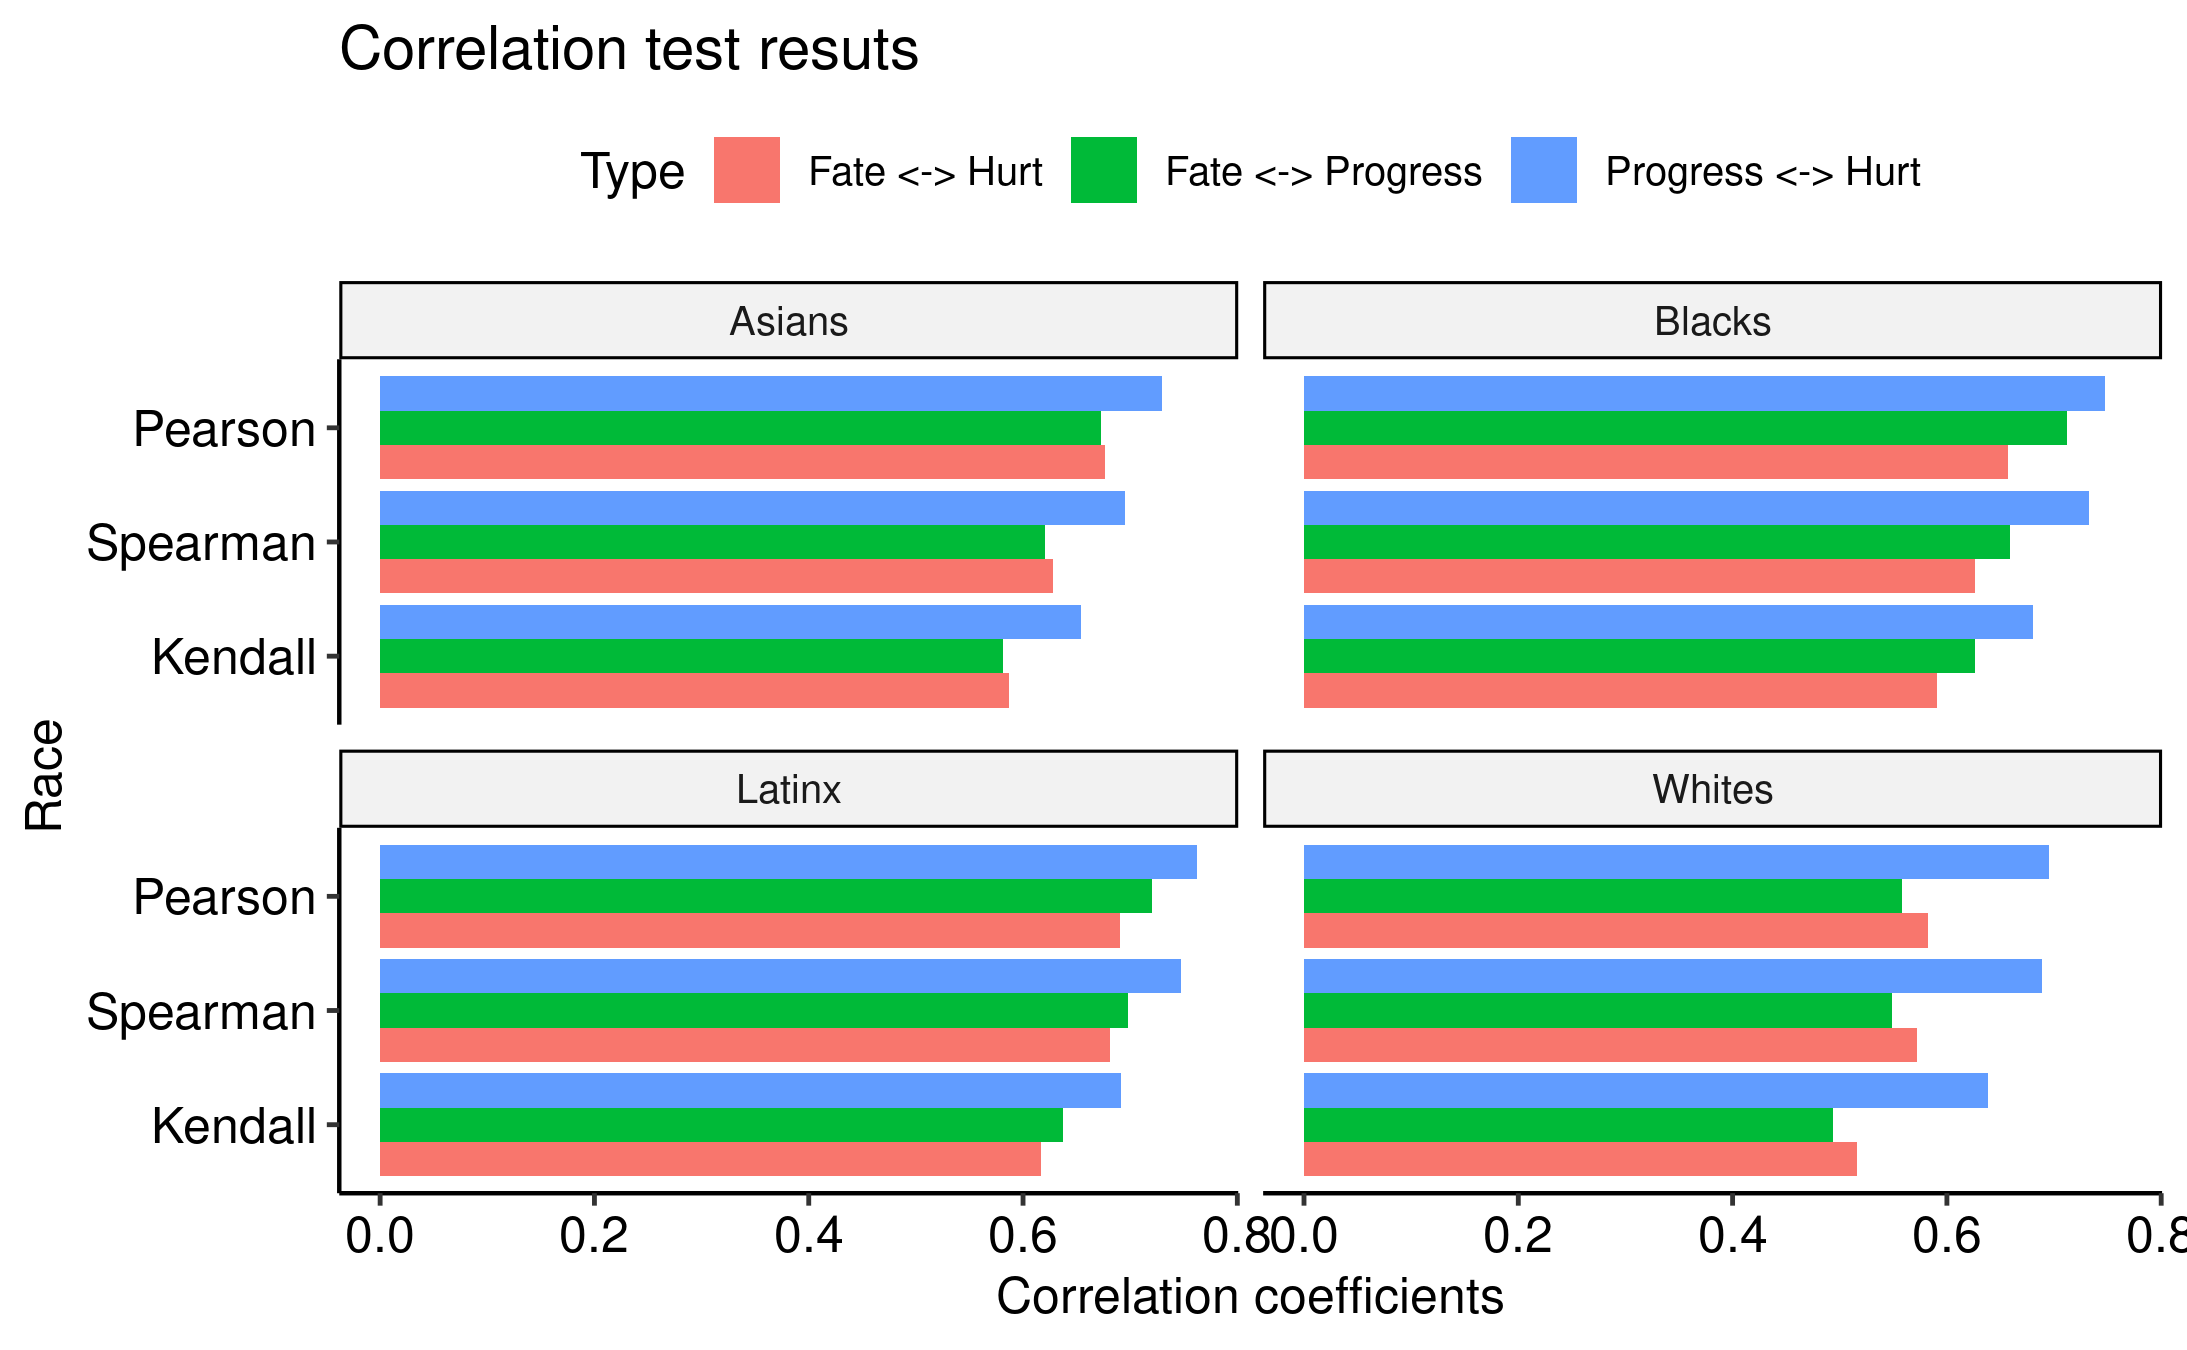 Correlation test resuts
Type Fate <-> Hurt Fate <-> Progress Progress <-> Hurt
Asians Blacks
Pearson
Spearman
Kendall
Race
Latinx Whites
Pearson
Spearman
Kendall
0.0 0.2 0.4 0.6 0.8 0.0 0.2 0.4 0.6 0.8
Correlation coefficients